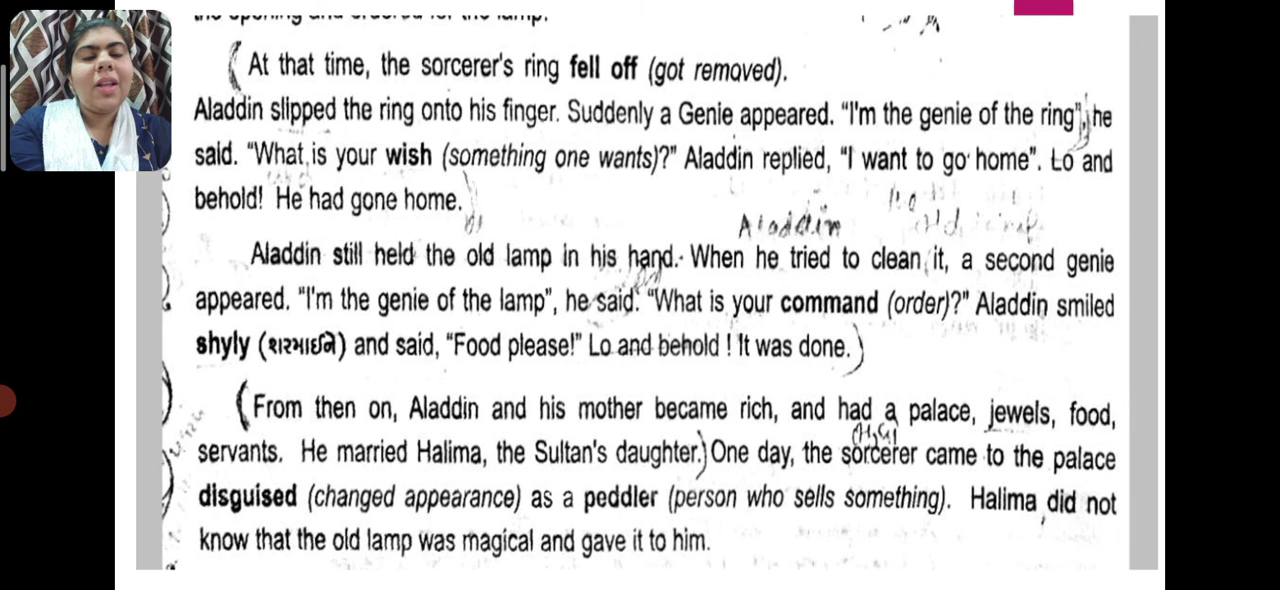 At that time, the sorcerer's ring fell off (got removed).
Aladdin slipped the ring onto his finger. Suddenly a Genie appeared. "I'm the genie of the ring", he
said. "What is your wish (something one wants)?" Aladdin replied, "I want to go home". Lo and
behold! He had gone home.
Aladdin
Aladdin still held the old lamp in his hand. When he tried to clean it, a second genie
appeared. "I'm the genie of the lamp", he said. "What is your command (order)?" Aladdin smiled
shyly (શરમાઈને) and said, "Food please!" Lo and behold ! It was done.
From then on, Aladdin and his mother became rich, and had a palace, jewels, food,
servants. He married Halima, the Sultan's daughter. One day, the sorcerer came to the palace
disguised (changed appearance) as a peddler (person who sells something). Halima did not
know that the old lamp was magical and gave it to him.